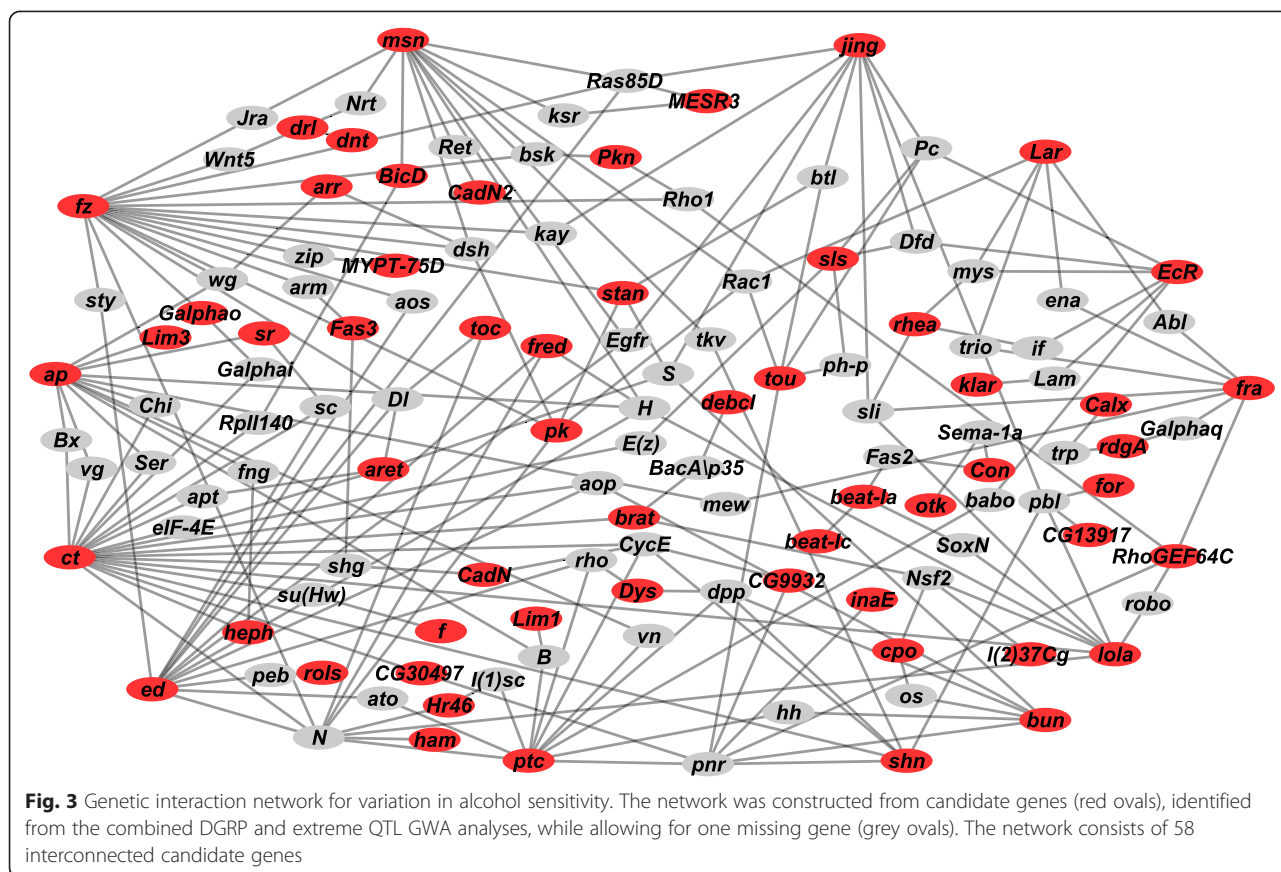 msn
jing
Ras85D
MESR3
ksr
Nrt
Jra
drl
dnt
Wnt5
Ret
bsk
Pkn
Pc
Lar
BicD
arr
CadN2
btl
Rho1
fz
kay
dsh
Dfd
zip
MYPT-75D
sls
mys
EcR
wg
arm
aos
stan
Rac1
ena
sty
Galphao
Lim3
sr
Fas3
toc
fred
Egfr
tkv
rhea
Abl
trio
if
ap
Galphai
S
tou
ph-p
klar
Lam
fra
Chi
sc
Dl
H
debcl
sli
Calx
RpII140
pk
E(z)
Sema-1a
Galphaq
Bx
vg
Ser
fng
aret
BacA\p35
Fas2
trp
rdgA
Con
apt
aop
mew
beat-Ia
otk
babo
pbl
for
eIF-4E
brat
beat-Ic
SoxN
CG13917
ct
shg
CadN
CycE
rho
RhoGEF64C
su(Hw)
Dys
dpp
CG9932
inaE
Nsf2
robo
heph
f
Lim1
vn
cpo
l(2)37Cg
lola
ed
peb
rols
CG30497
l(1)sc
B
ato
Hr46
os
N
ham
hh
bun
ptc
pnr
shn
Fig. 3 Genetic interaction network for variation in alcohol sensitivity. The network was constructed from candidate genes (red ovals), identified
from the combined DGRP and extreme QTL GWA analyses, while allowing for one missing gene (grey ovals). The network consists of 58
interconnected candidate genes